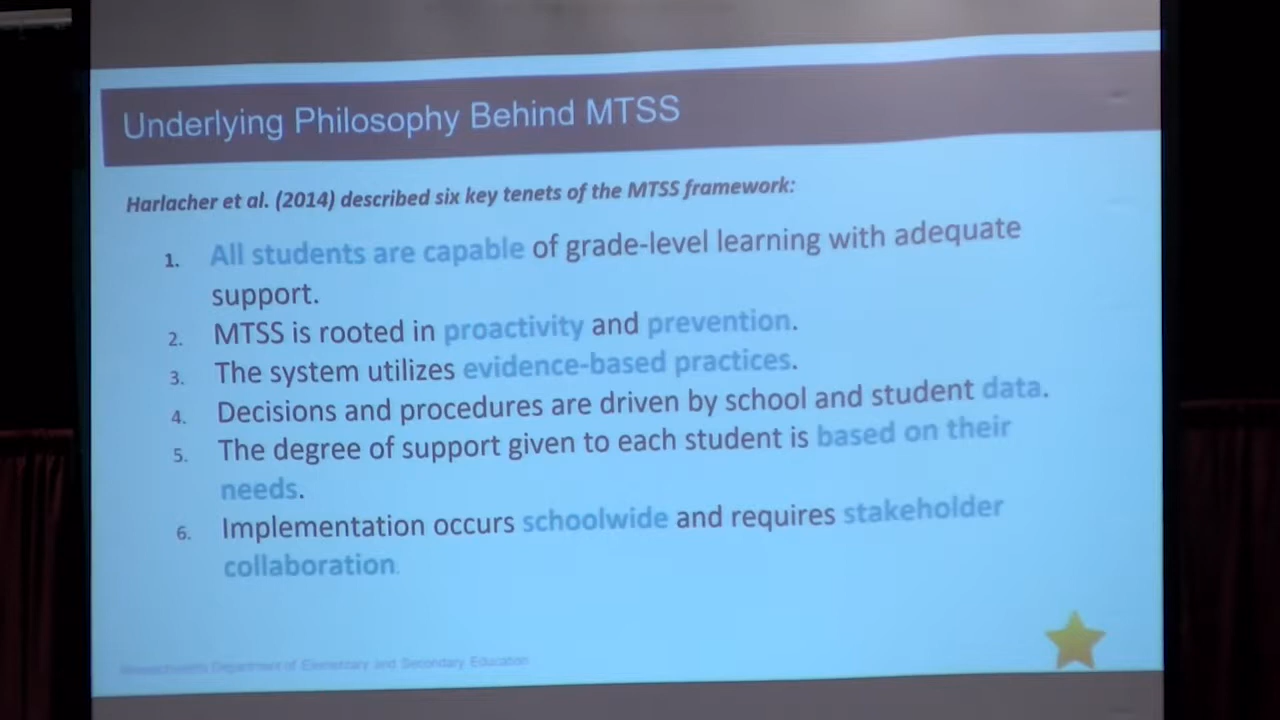 Underlying Philosophy Behind MTSS
Harlacher et al. (2014) described six key tenets of the MTSS framework:
1. All students are capable of grade-level learning with adequate
support.
2. MTSS is rooted in proactivity and prevention.
3. The system utilizes evidence-based practices.
4. Decisions and procedures are driven by school and student data.
5. The degree of support given to each student is based on their
needs.
6. Implementation occurs schoolwide and requires stakeholder
collaboration.
Massachusetts Department of Elementary and Secondary Education